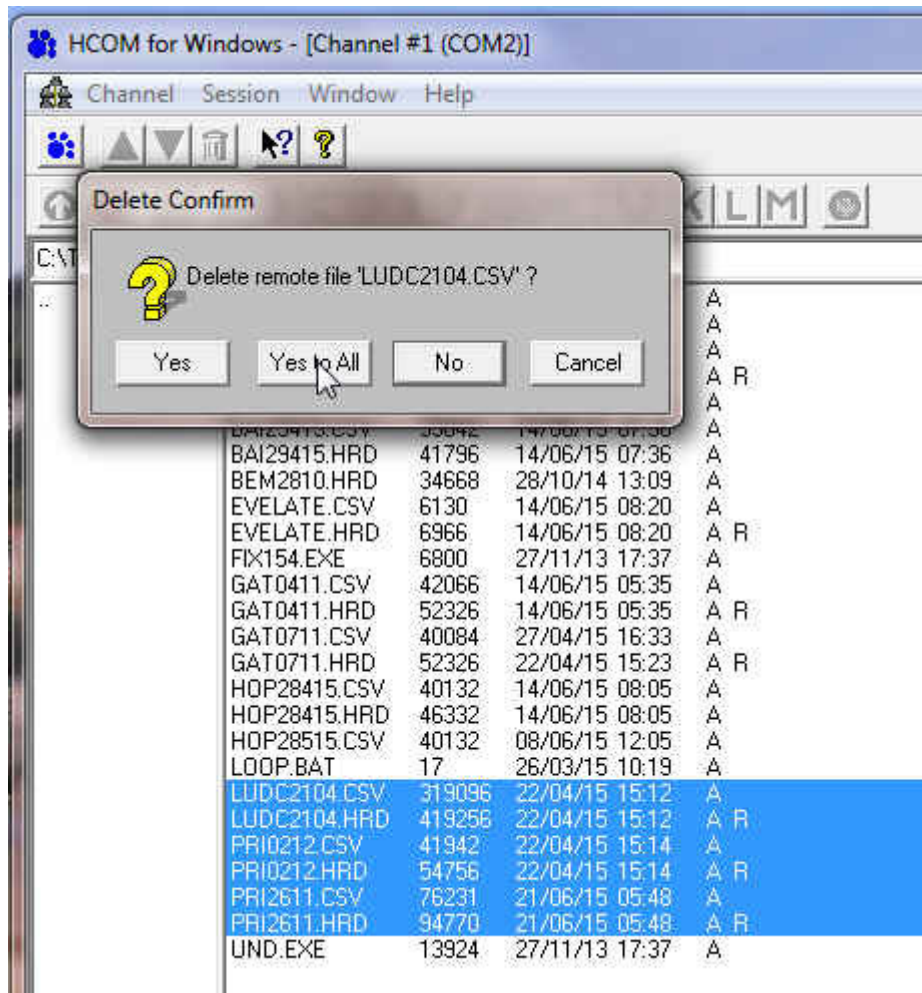 HCOM for Windows - [Channel #1 (COM2)]
Channel Session Window Help
Delete Confirm
K L M
C:\T
Delete remote file 'LUDC2104.CSV' ?
Yes Yes to All No Cancel
..
A
A
A
A R
A
A
BAI29415.HRD 41796 14/06/15 07:36 A
BEM2810.HRD 34668 28/10/14 13:09 A
EVELATE.CSV 6130 14/06/15 08:20 A
EVELATE.HRD 6966 14/06/15 08:20 A R
FIX154.EXE 6800 27/11/13 17:37 A
GAT0411.CSV 42066 14/06/15 05:35 A
GAT0411.HRD 52326 14/06/15 05:35 A R
GAT0711.CSV 40084 27/04/15 16:33 A
GAT0711.HRD 52326 22/04/15 15:23 A R
HOP28415.CSV 40132 14/06/15 08:05 A
HOP28415.HRD 46332 14/06/15 08:05 A
HOP28515.CSV 40132 08/06/15 12:05 A
LOOP.BAT 17 26/03/15 10:19 A
LUDC2104.CSV 319096 22/04/15 15:12 A
LUDC2104.HRD 419256 22/04/15 15:12 A R
PRI0212.CSV 41942 22/04/15 15:14 A
PRI0212.HRD 54756 22/04/15 15:14 A R
PRI2611.CSV 76231 21/06/15 05:48 A
PRI2611.HRD 94770 21/06/15 05:48 A R
UND.EXE 13924 27/11/13 17:37 A